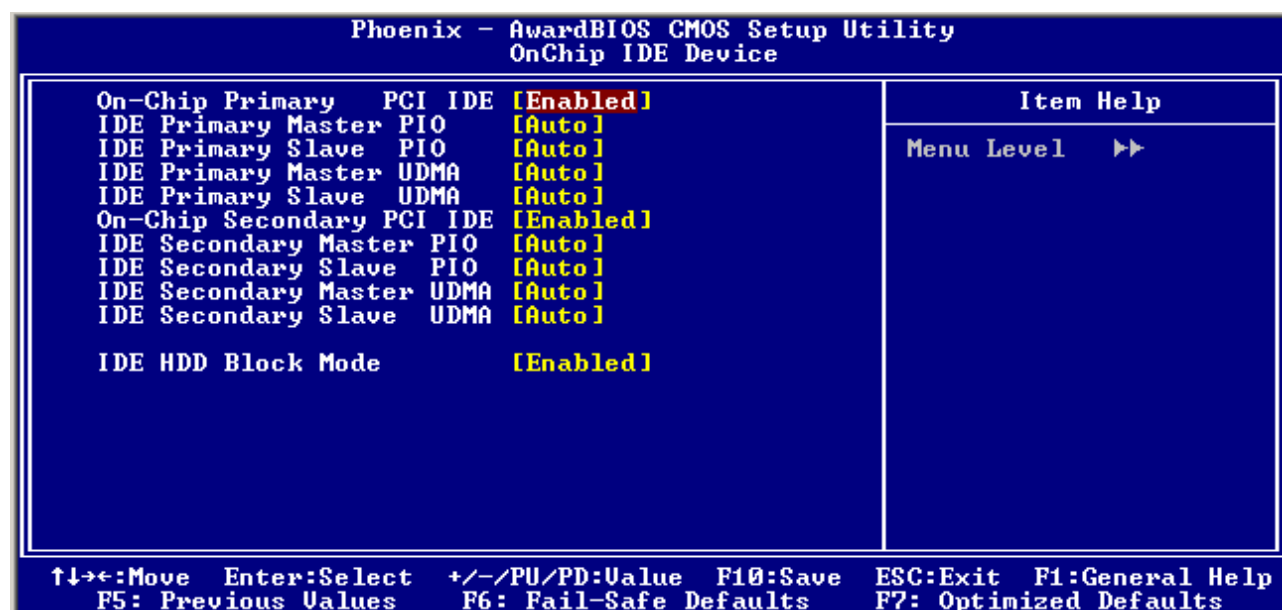 Phoenix - AwardBIOS CMOS Setup Utility
OnChip IDE Device
On-Chip Primary PCI IDE [Enabled]
IDE Primary Master PIO [Auto]
IDE Primary Slave PIO [Auto]
IDE Primary Master UDMA [Auto]
IDE Primary Slave UDMA [Auto]
On-Chip Secondary PCI IDE [Enabled]
IDE Secondary Master PIO [Auto]
IDE Secondary Slave PIO [Auto]
IDE Secondary Master UDMA [Auto]
IDE Secondary Slave UDMA [Auto]
IDE HDD Block Mode [Enabled]
Item Help
Menu Level ▶▶
↑↓→←:Move Enter:Select +/-/PU/PD:Value F10:Save ESC:Exit F1:General Help
F5: Previous Values F6: Fail-Safe Defaults F7: Optimized Defaults